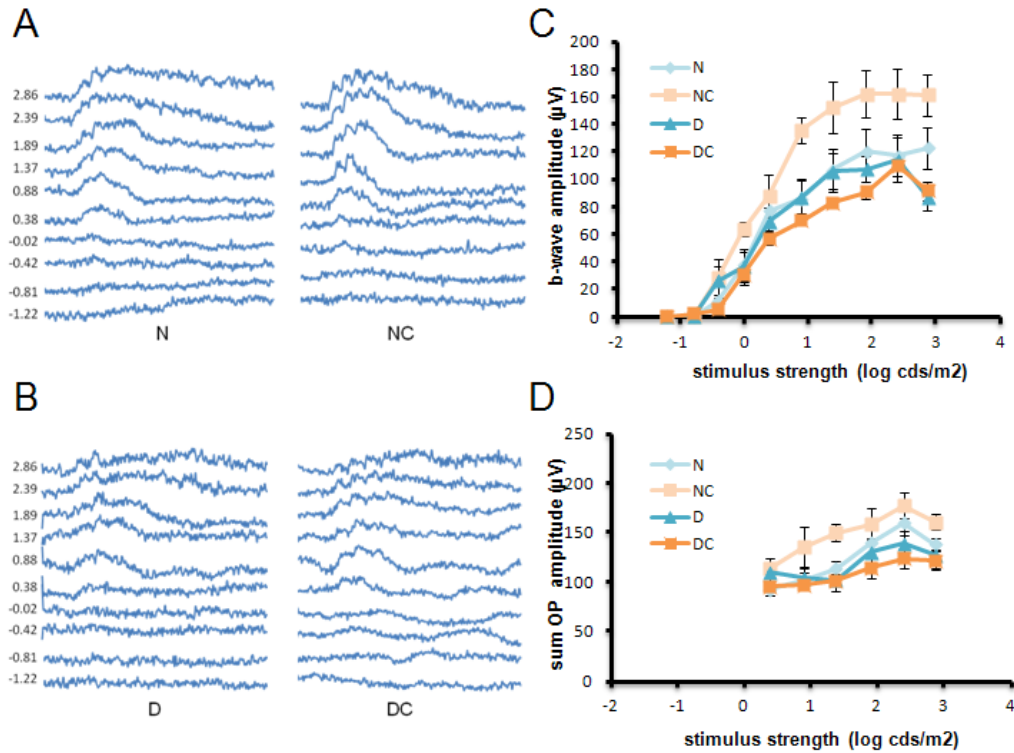 A
2.86
2.39
1.89
1.37
0.88
0.38
-0.02
-0.42
-0.81
-1.22
N
NC
B
2.86
2.39
1.89
1.37
0.88
0.38
-0.02
-0.42
-0.81
-1.22
D
DC
C
b-wave amplitude (µV)
200
180
160
140
120
100
80
60
40
20
0
N
NC
D
DC
-2
-1
0
1
2
3
4
stimulus strength (log cds/m2)
D
sum OP amplitude (µV)
250
200
150
100
50
0
N
NC
D
DC
-2
-1
0
1
2
3
4
stimulus strength (log cds/m2)